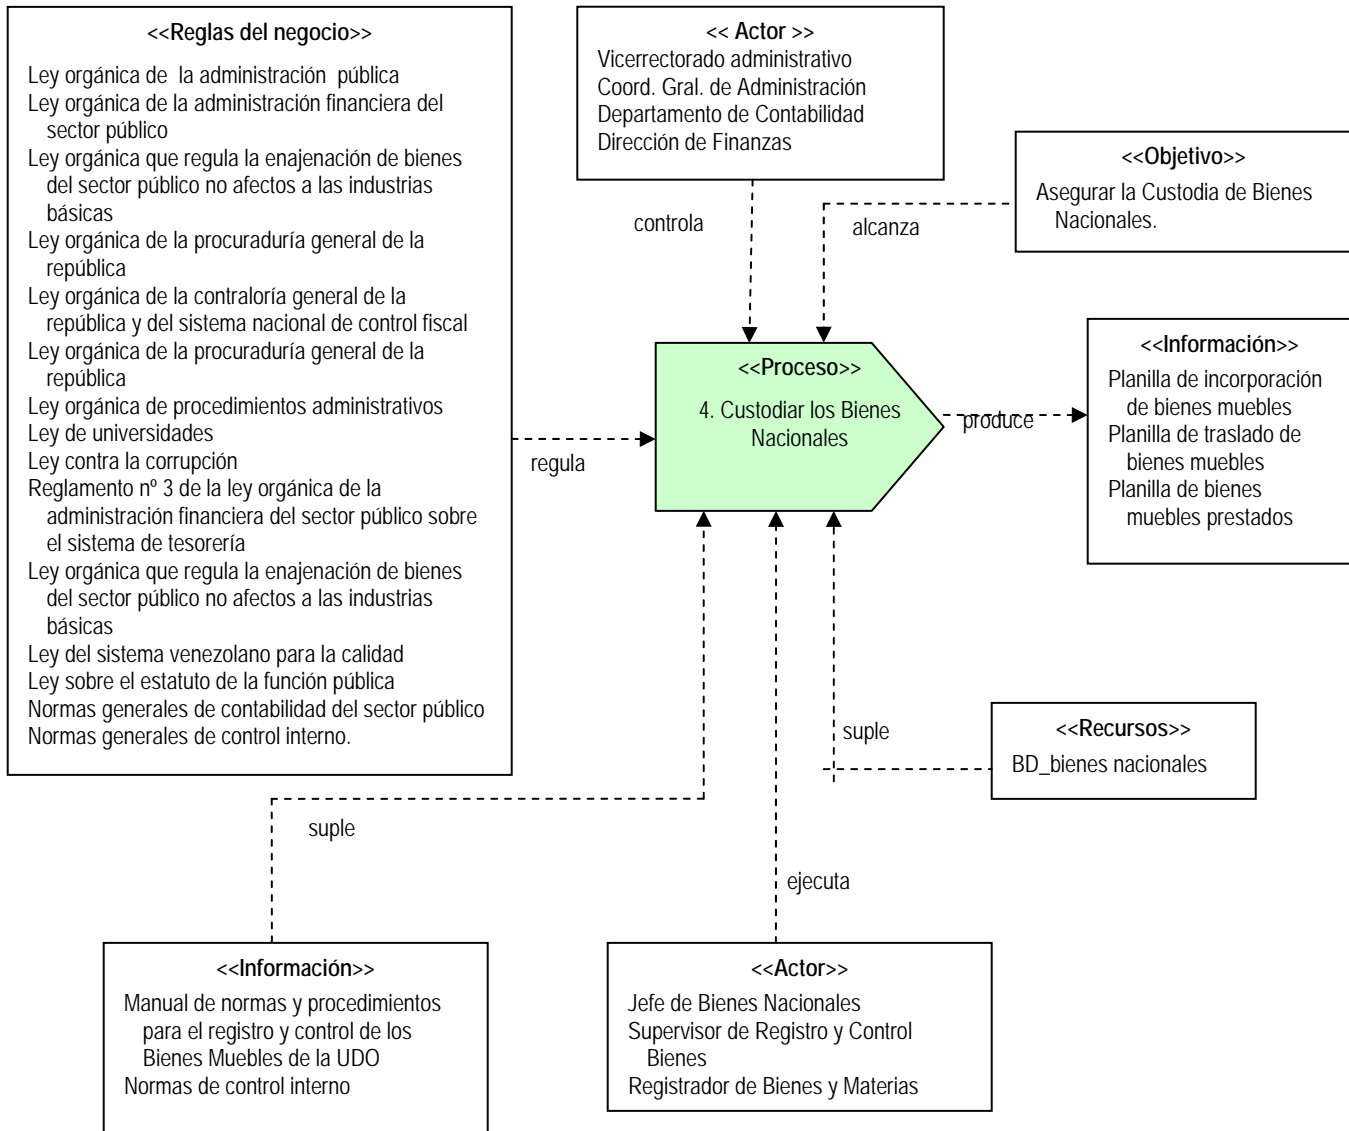 <<Reglas del negocio>>
Ley orgánica de la administración pública
Ley orgánica de la administración financiera del
sector público
Ley orgánica que regula la enajenación de bienes
del sector público no afectos a las industrias
básicas
Ley orgánica de la procuraduría general de la
república
Ley orgánica de la contraloría general de la
república y del sistema nacional de control fiscal
Ley orgánica de la procuraduría general de la
república
Ley orgánica de procedimientos administrativos
Ley de universidades
Ley contra la corrupción
Reglamento nº 3 de la ley orgánica de la
administración financiera del sector público sobre
el sistema de tesorería
Ley orgánica que regula la enajenación de bienes
del sector público no afectos a las industrias
básicas
Ley del sistema venezolano para la calidad
Ley sobre el estatuto de la función pública
Normas generales de contabilidad del sector público
Normas generales de control interno.
<< Actor >>
Vicerrectorado administrativo
Coord. Gral. de Administración
Departamento de Contabilidad
Dirección de Finanzas
controla
alcanza
<<Objetivo>>
Asegurar la Custodia de Bienes
Nacionales.
<<Proceso>>
4. Custodiar los Bienes
Nacionales
regula
produce
<<Información>>
Planilla de incorporación
de bienes muebles
Planilla de traslado de
bienes muebles
Planilla de bienes
muebles prestados
suple
<<Recursos>>
BD_bienes nacionales
suple
ejecuta
<<Información>>
Manual de normas y procedimientos
para el registro y control de los
Bienes Muebles de la UDO
Normas de control interno
<<Actor>>
Jefe de Bienes Nacionales
Supervisor de Registro y Control
Bienes
Registrador de Bienes y Materias